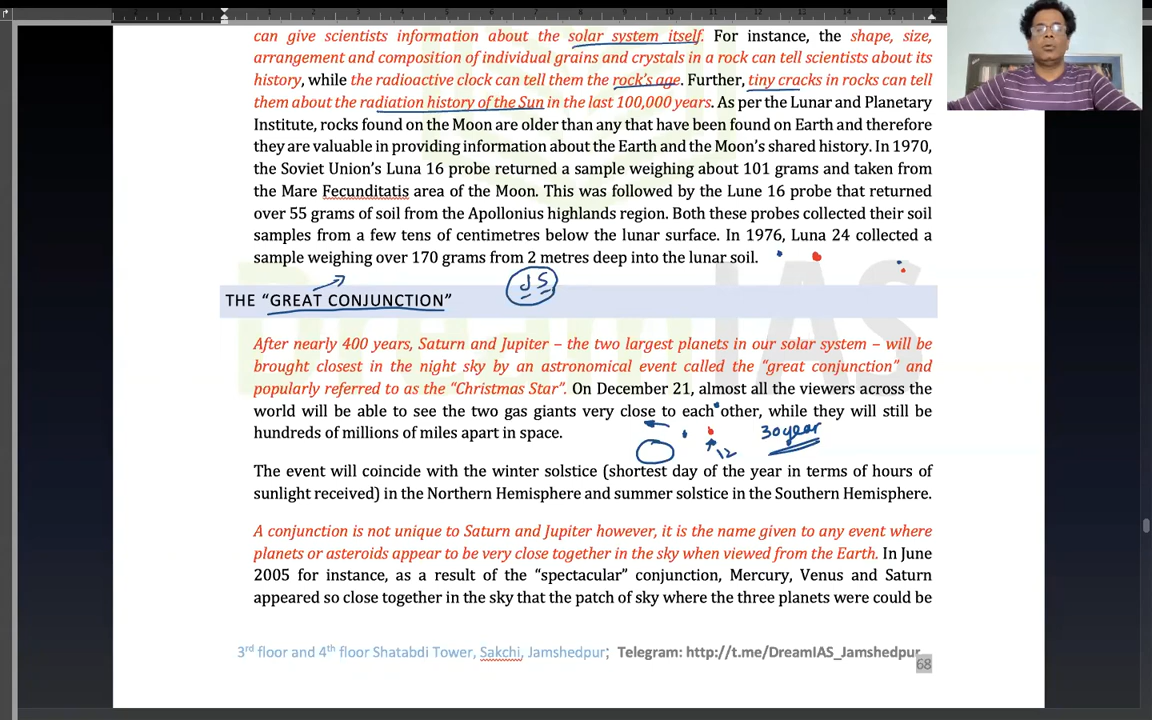 can give scientists information about the solar system itself. For instance, the shape, size,
arrangement and composition of individual grains and crystals in a rock can tell scientists about its
history, while the radioactive clock can tell them the rock's age. Further, tiny cracks in rocks can tell
them about the radiation history of the Sun in the last 100,000 years. As per the Lunar and Planetary
Institute, rocks found on the Moon are older than any that have been found on Earth and therefore
they are valuable in providing information about the Earth and the Moon's shared history. In 1970,
the Soviet Union's Luna 16 probe returned a sample weighing about 101 grams and taken from
the Mare Fecunditatis area of the Moon. This was followed by the Lune 16 probe that returned
over 55 grams of soil from the Apollonius highlands region. Both these probes collected their soil
samples from a few tens of centimetres below the lunar surface. In 1976, Luna 24 collected a
sample weighing over 170 grams from 2 metres deep into the lunar soil.
J S
THE “GREAT CONJUNCTION”
After nearly 400 years, Saturn and Jupiter – the two largest planets in our solar system – will be
brought closest in the night sky by an astronomical event called the “great conjunction” and
popularly referred to as the “Christmas Star”. On December 21, almost all the viewers across the
world will be able to see the two gas giants very close to each other, while they will still be
hundreds of millions of miles apart in space.
30 year
12
The event will coincide with the winter solstice (shortest day of the year in terms of hours of
sunlight received) in the Northern Hemisphere and summer solstice in the Southern Hemisphere.
A conjunction is not unique to Saturn and Jupiter however, it is the name given to any event where
planets or asteroids appear to be very close together in the sky when viewed from the Earth. In June
2005 for instance, as a result of the “spectacular” conjunction, Mercury, Venus and Saturn
appeared so close together in the sky that the patch of sky where the three planets were could be
3rd floor and 4th floor Shatabdi Tower, Sakchi, Jamshedpur; Telegram: http://t.me/DreamIAS_Jamshedpur
68